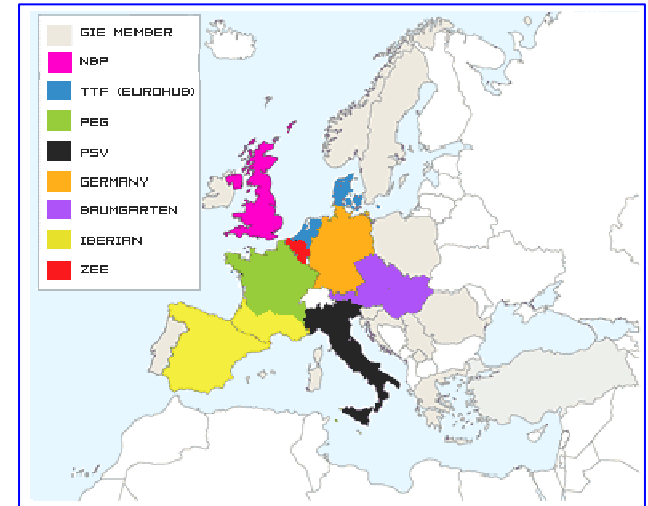 GIE MEMBER
NBP
TTF (EUROHUB)
PEG
PSV
GERMANY
BAUMGARTEN
IBERIAN
ZEE